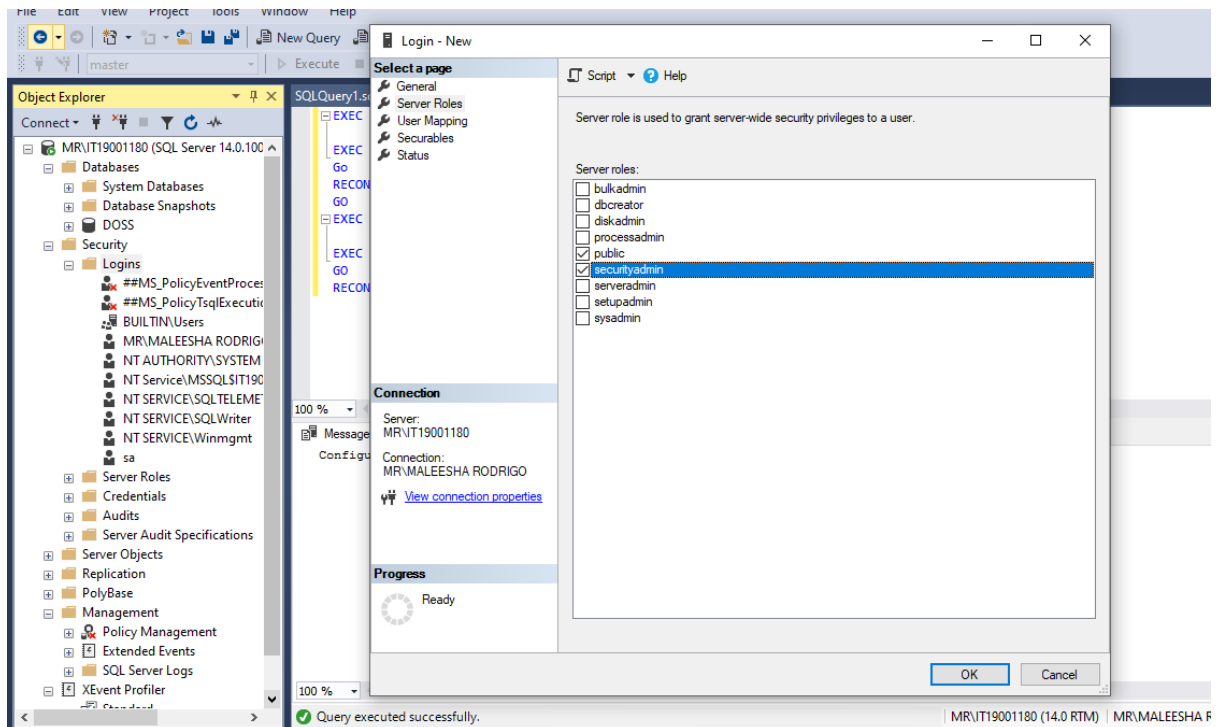 File Edit View Project Tools Window Help
New Query
master
Execute
Object Explorer
Connect
MR\IT19001180 (SQL Server 14.0.100
Databases
System Databases
Database Snapshots
DOSS
Security
Logins
##MS_PolicyEventProces
##MS_PolicyTsqlExecutio
BUILTIN\Users
MR\MALEESHA RODRIG
NT AUTHORITY\SYSTEM
NT Service\MSSQL$IT190
NT SERVICE\SQLTELEME
NT SERVICE\SQLWriter
NT SERVICE\Winmgmt
sa
Server Roles
Credentials
Audits
Server Audit Specifications
Server Objects
Replication
PolyBase
Management
Policy Management
Extended Events
SQL Server Logs
XEvent Profiler
Standard
SQLQuery1.s
EXEC
EXEC
Go
RECON
GO
EXEC
EXEC
GO
RECON
100 %
Message
Configu
100 %
Query executed successfully.
MR\IT19001180 (14.0 RTM)
MR\MALEESHA R
Login - New
Select a page
General
Server Roles
User Mapping
Securables
Status
Connection
Server:
MR\IT19001180
Connection:
MR\MALEESHA RODRIGO
View connection properties
Progress
Ready
Script Help
Server role is used to grant server-wide security privileges to a user.
Server roles:
bulkadmin
dbcreator
diskadmin
processadmin
public
securityadmin
serveradmin
setupadmin
sysadmin
OK Cancel